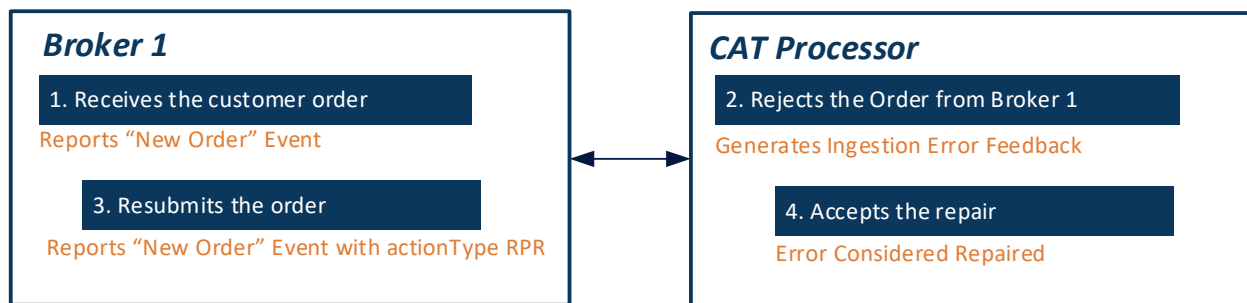 Broker 1
1. Receives the customer order
Reports “New Order” Event
3. Resubmits the order
Reports “New Order” Event with actionType RPR
CAT Processor
2. Rejects the Order from Broker 1
Generates Ingestion Error Feedback
4. Accepts the repair
Error Considered Repaired